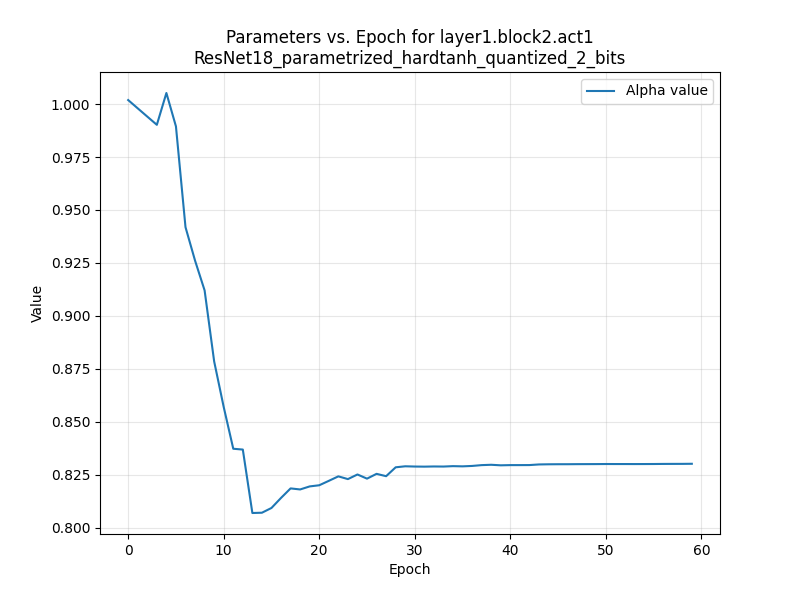 Parameters vs. Epoch for layer1.block2.act1
ResNet18_parametrized_hardtanh_quantized_2_bits
Alpha value
1.000
0.975
0.950
0.925
0.900
0.875
0.850
0.825
0.800
Value
0 10 20 30 40 50 60
Epoch